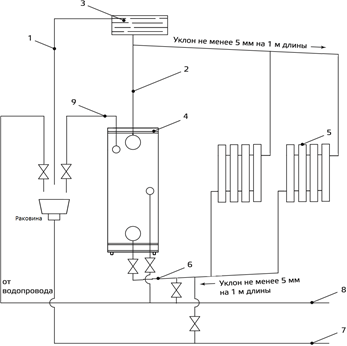 3
Уклон не менее 5 мм на 1 м длины
1
2
9
4
5
Раковина
6
от
водопровода
Уклон не менее 5 мм
на 1 м длины
8
7